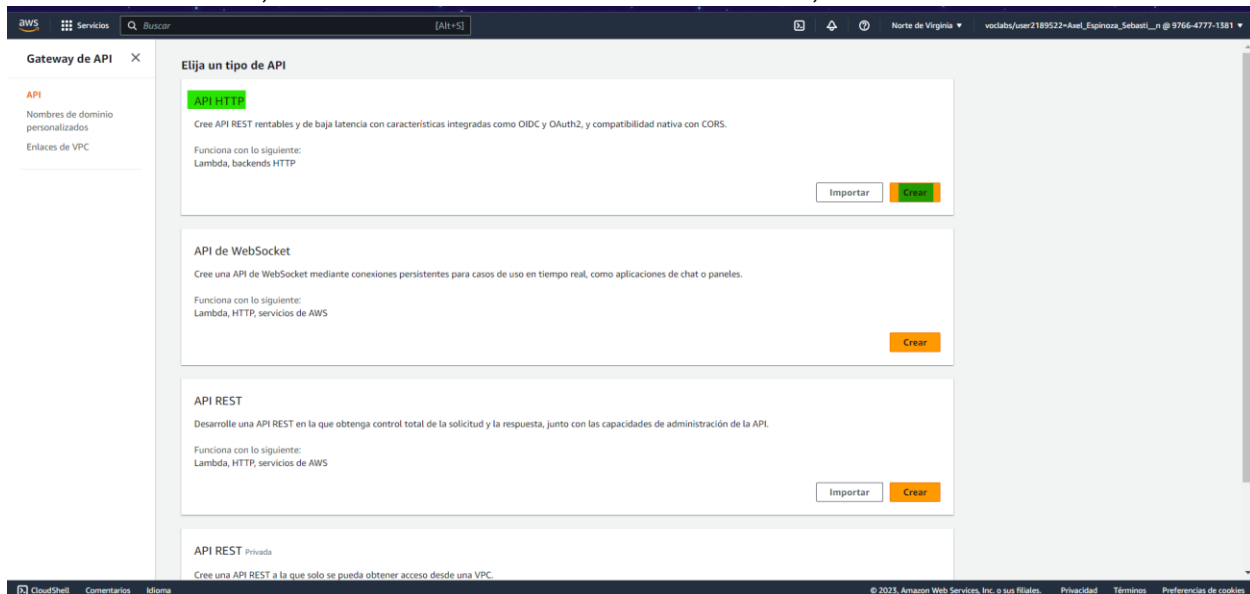 aws
Servicios
Buscar
[Alt+S]
Norte de Virginia ▼
voclabs/user2189522=Axel_Espinoza_Sebasti__n @ 9766-4777-1381 ▼
Gateway de API
API
Nombres de dominio
personalizados
Enlaces de VPC
Elija un tipo de API
API HTTP
Cree API REST rentables y de baja latencia con características integradas como OIDC y OAuth2, y compatibilidad nativa con CORS.
Funciona con lo siguiente:
Lambda, backends HTTP
Importar
Crear
API de WebSocket
Cree una API de WebSocket mediante conexiones persistentes para casos de uso en tiempo real, como aplicaciones de chat o paneles.
Funciona con lo siguiente:
Lambda, HTTP, servicios de AWS
Crear
API REST
Desarrolle una API REST en la que obtenga control total de la solicitud y la respuesta, junto con las capacidades de administración de la API.
Funciona con lo siguiente:
Lambda, HTTP, servicios de AWS
Importar
Crear
API REST Privada
Cree una API REST a la que solo se pueda obtener acceso desde una VPC.
CloudShell
Comentarios
Idioma
© 2023, Amazon Web Services, Inc. o sus filiales.
Privacidad
Términos
Preferencias de cookies